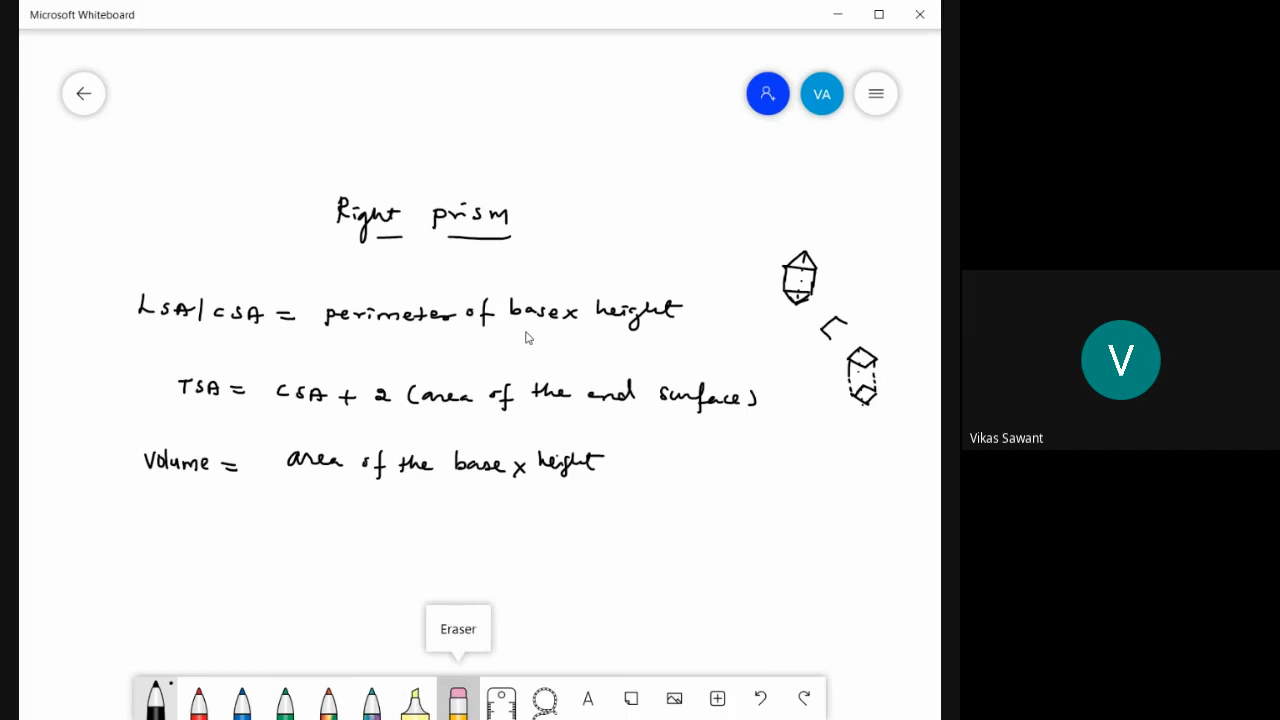 Microsoft Whiteboard
VA
Right prism
LSA/CSA = perimeter of base x height
TSA = CSA + 2 (area of the end surface)
Volume = area of the base x height
V
Vikas Sawant
Eraser
A